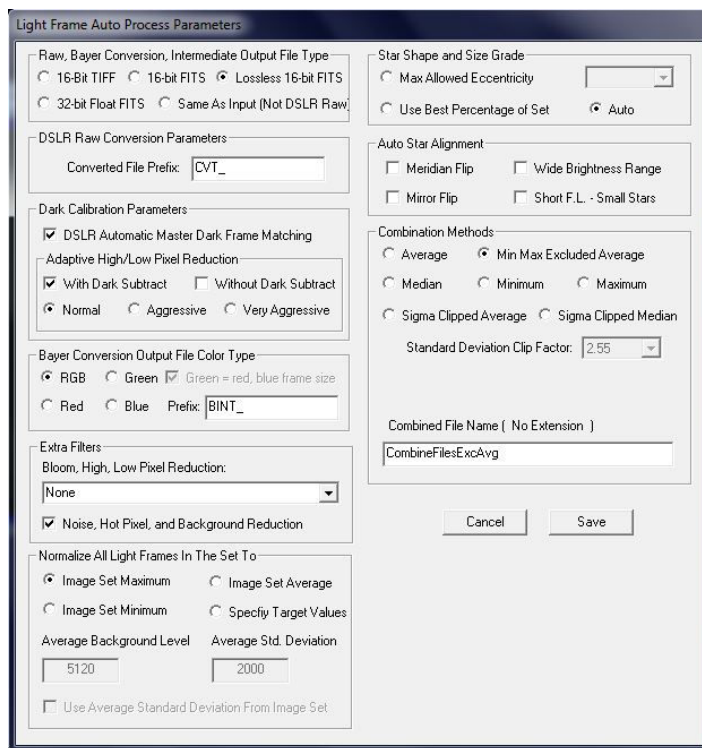 Light Frame Auto Process Parameters
Raw, Bayer Conversion, Intermediate Output File Type
16-Bit TIFF 16-bit FITS Lossless 16-bit FITS
32-bit Float FITS Same As Input (Not DSLR Raw)
DSLR Raw Conversion Parameters
Converted File Prefix: CVT_
Dark Calibration Parameters
DSLR Automatic Master Dark Frame Matching
Adaptive High/Low Pixel Reduction
With Dark Subtract Without Dark Subtract
Normal Aggressive Very Aggressive
Bayer Conversion Output File Color Type
RGB Green Green = red, blue frame size
Red Blue Prefix: BINT_
Extra Filters
Bloom, High, Low Pixel Reduction:
None
Noise, Hot Pixel, and Background Reduction
Normalize All Light Frames In The Set To
Image Set Maximum Image Set Average
Image Set Minimum Specfiy Target Values
Average Background Level Average Std. Deviation
5120 2000
Use Average Standard Deviation From Image Set
Star Shape and Size Grade
Max Allowed Eccentricity
Use Best Percentage of Set Auto
Auto Star Alignment
Meridian Flip Wide Brightness Range
Mirror Flip Short F.L. - Small Stars
Combination Methods
Average Min Max Excluded Average
Median Minimum Maximum
Sigma Clipped Average Sigma Clipped Median
Standard Deviation Clip Factor: 2.55
Combined File Name ( No Extension )
CombineFilesExcAvg
Cancel Save